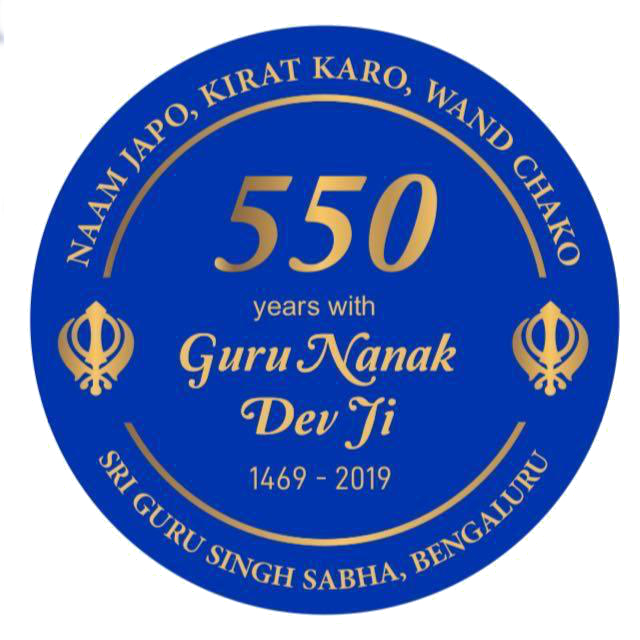 NAAM JAPO, KIRAT KARO, WAND CHAKO
550
years with
Guru Nanak
Dev Ji
1469 - 2019
SRI GURU SINGH SABHA, BENGALURU